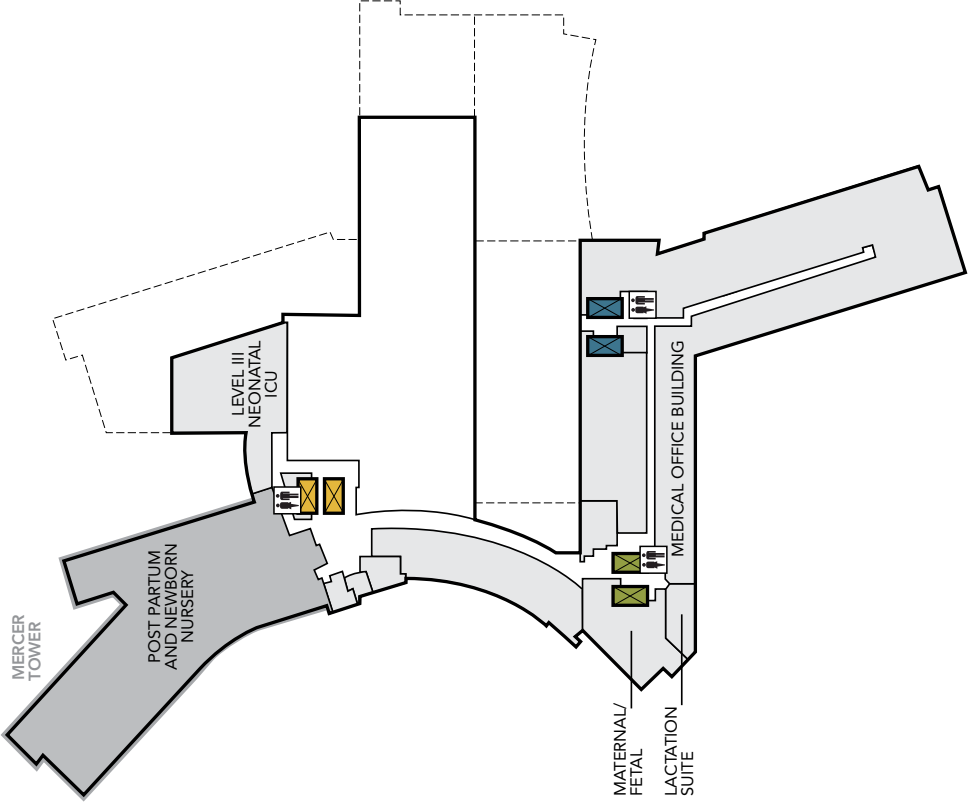 LEVEL III
NEONATAL
ICU
MEDICAL OFFICE BUILDING
POST PARTUM
AND NEWBORN
NURSERY
MERCER
TOWER
MATERNAL/
FETAL
LACTATION
SUITE